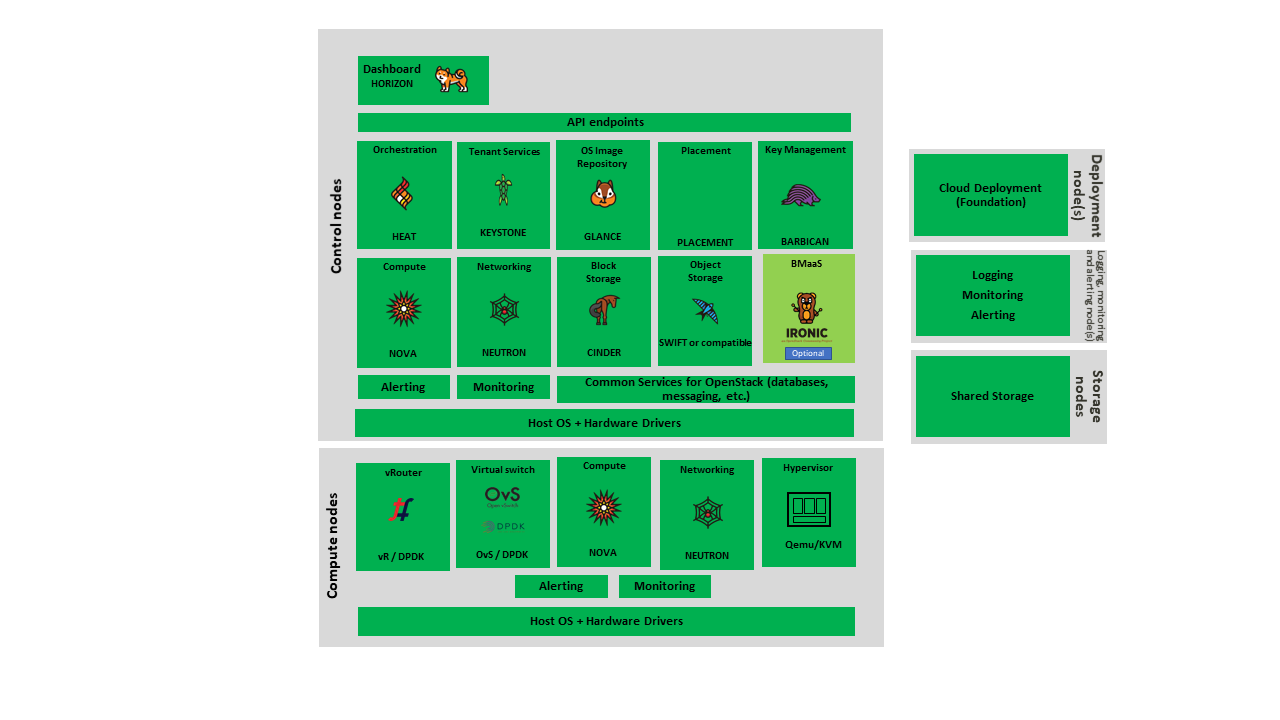 Control nodes
Dashboard
HORIZON
API endpoints
Orchestration
HEAT
Tenant Services
KEYSTONE
OS Image
Repository
GLANCE
Placement
PLACEMENT
Key Management
BARBICAN
Compute
NOVA
Networking
NEUTRON
Block
Storage
CINDER
Object
Storage
SWIFT or compatible
BMaaS
IRONIC
Optional
Alerting
Monitoring
Common Services for OpenStack (databases,
messaging, etc.)
Host OS + Hardware Drivers
Compute nodes
vRouter
vR / DPDK
Virtual switch
OvS
Open vSwitch
DPDK
OvS / DPDK
Compute
NOVA
Networking
NEUTRON
Hypervisor
Qemu/KVM
Alerting
Monitoring
Host OS + Hardware Drivers
Cloud Deployment
(Foundation)
Deployment
node(s)
Logging
Monitoring
Alerting
Logging, monitoring
and alerting node(s)
Shared Storage
Storage
nodes